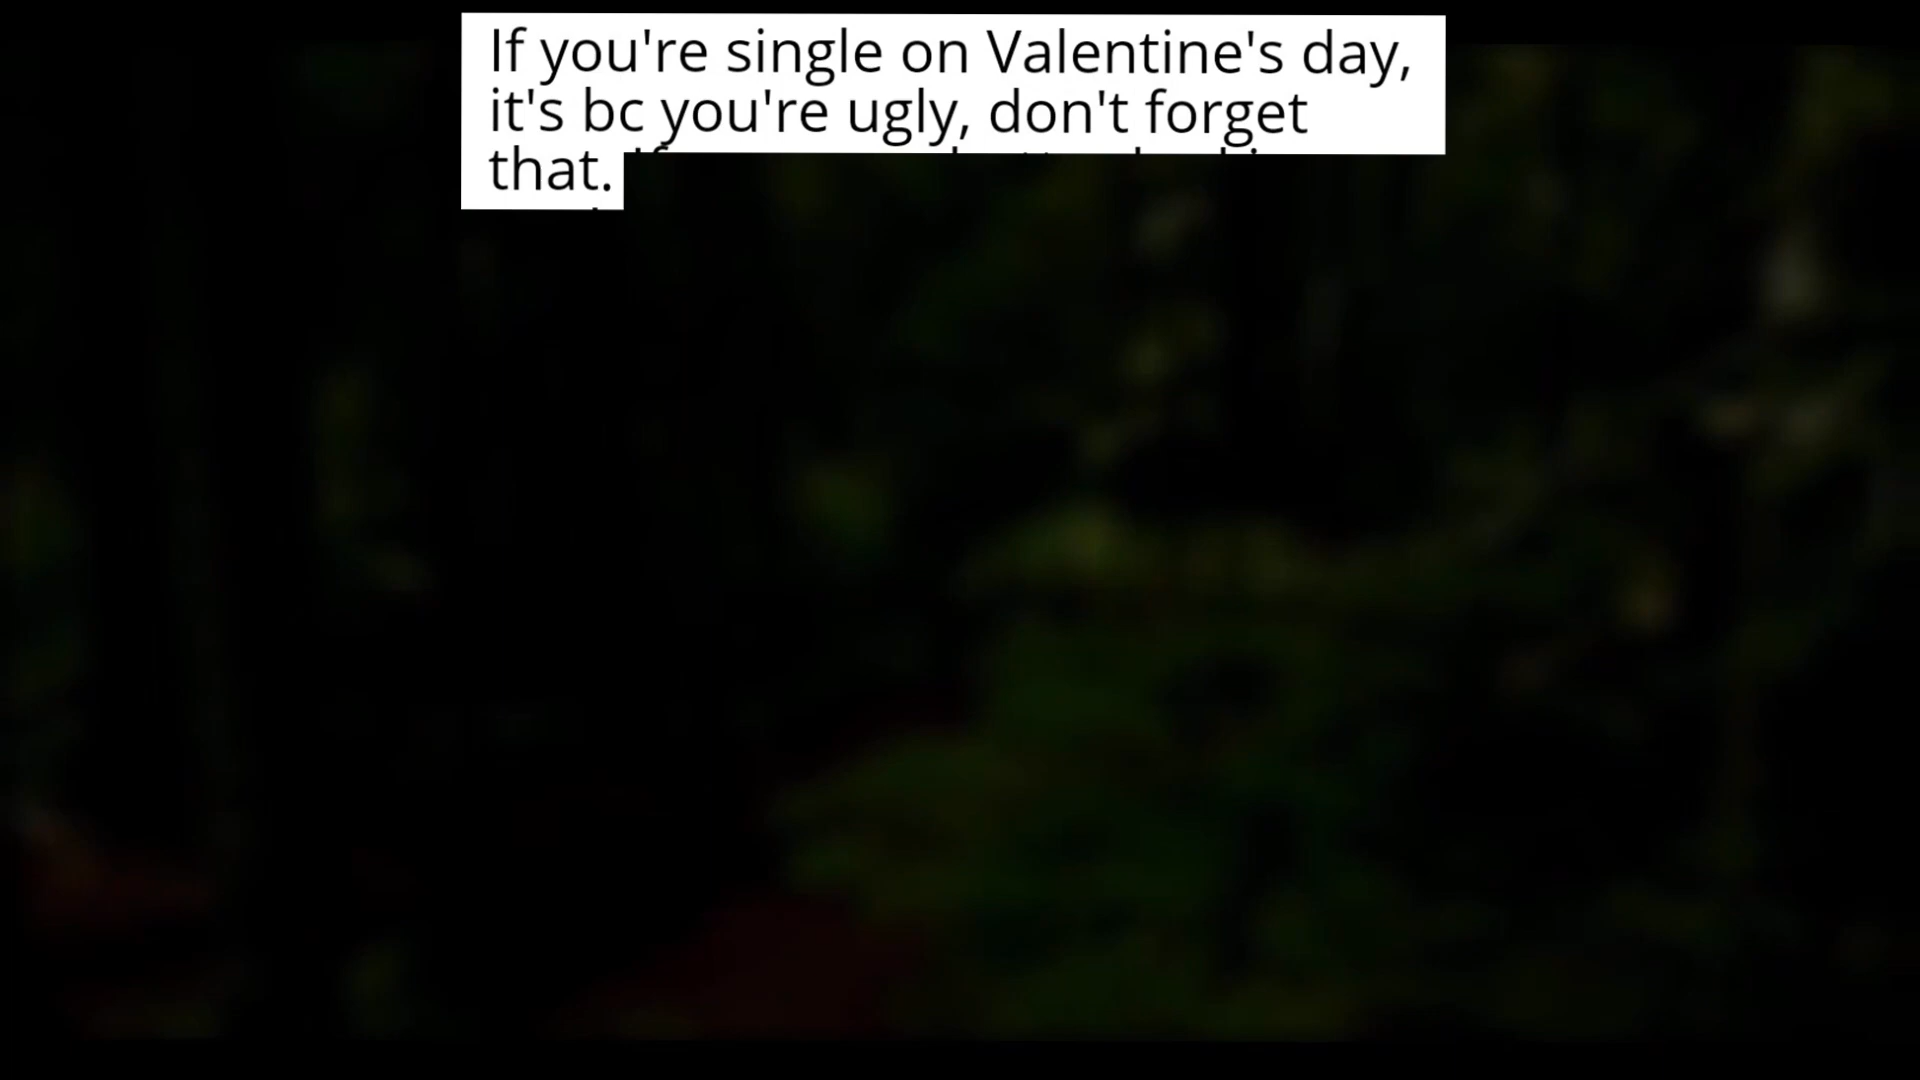 If you're single on Valentine's day,
it's bc you're ugly, don't forget
that.